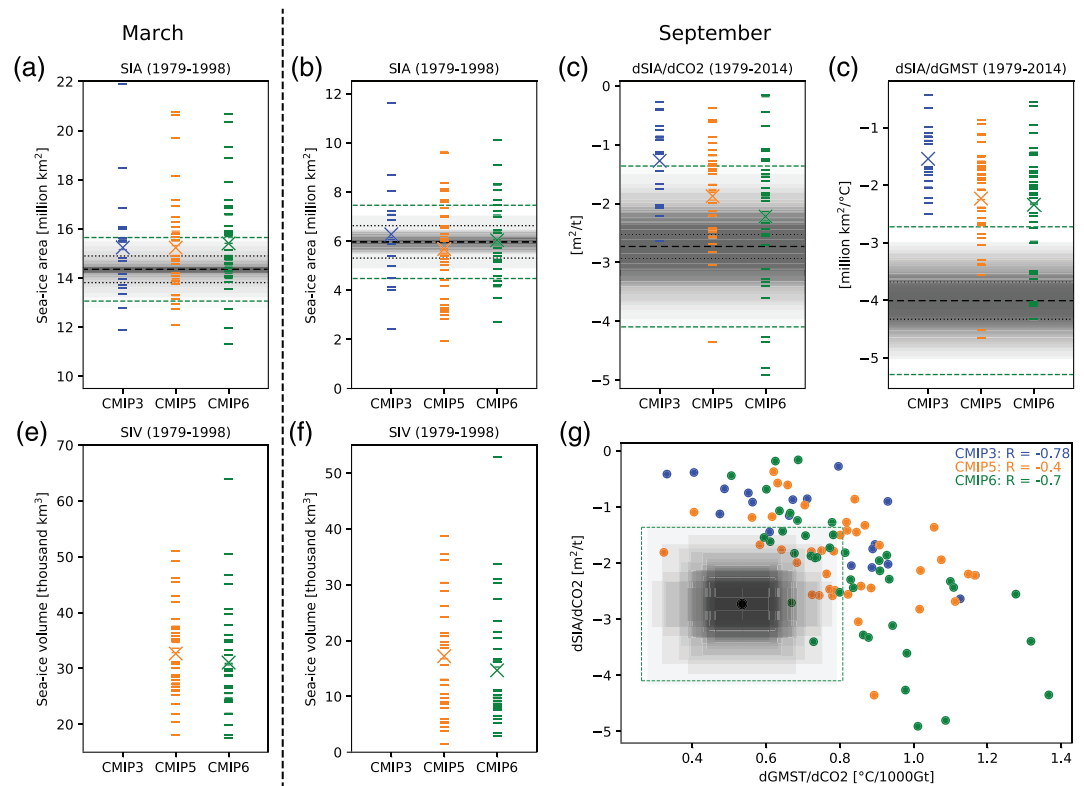 March
September
(a)
SIA (1979-1998)
Sea-ice area [million km²]
22
20
18
16
14
12
10
CMIP3 CMIP5 CMIP6
(b)
SIA (1979-1998)
Sea-ice area [million km²]
12
10
8
6
4
2
0
CMIP3 CMIP5 CMIP6
(c)
dSIA/dCO2 (1979-2014)
[m²/t]
0
−1
−2
−3
−4
−5
CMIP3 CMIP5 CMIP6
(c)
dSIA/dGMST (1979-2014)
[million km²/°C]
−1
−2
−3
−4
−5
CMIP3 CMIP5 CMIP6
(e)
SIV (1979-1998)
Sea-ice volume [thousand km³]
70
60
50
40
30
20
CMIP3 CMIP5 CMIP6
(f)
SIV (1979-1998)
Sea-ice volume [thousand km³]
50
40
30
20
10
0
CMIP3 CMIP5 CMIP6
(g)
CMIP3: R = -0.78
CMIP5: R = -0.4
CMIP6: R = -0.7
dSIA/dCO2 [m²/t]
0
−1
−2
−3
−4
−5
0.4 0.6 0.8 1.0 1.2 1.4
dGMST/dCO2 [°C/1000Gt]